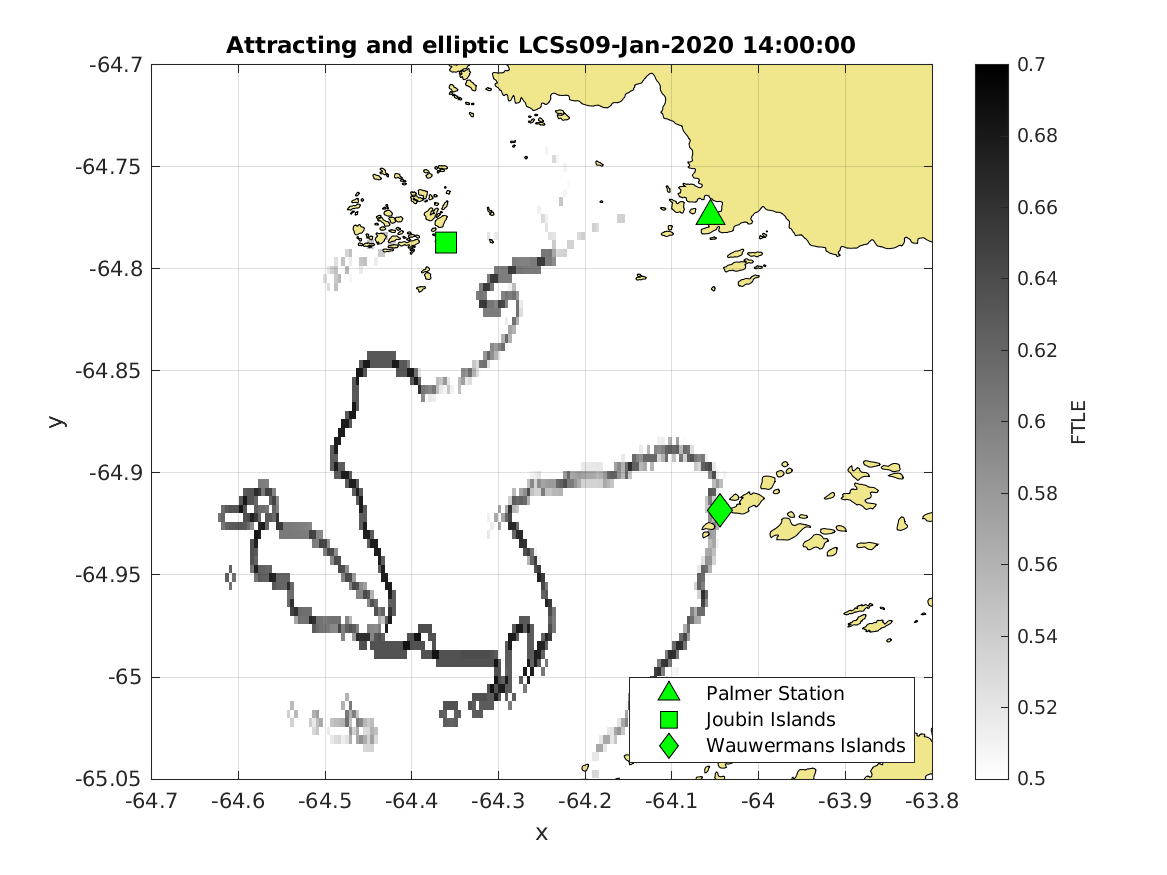 Attracting and elliptic LCSs09-Jan-2020 14:00:00
-64.7
-64.75
-64.8
-64.85
-64.9
-64.95
-65
-65.05
y
-64.7 -64.6 -64.5 -64.4 -64.3 -64.2 -64.1 -64 -63.9 -63.8
x
Palmer Station
Joubin Islands
Wauwermans Islands
0.7
0.68
0.66
0.64
0.62
0.6
0.58
0.56
0.54
0.52
0.5
FTLE